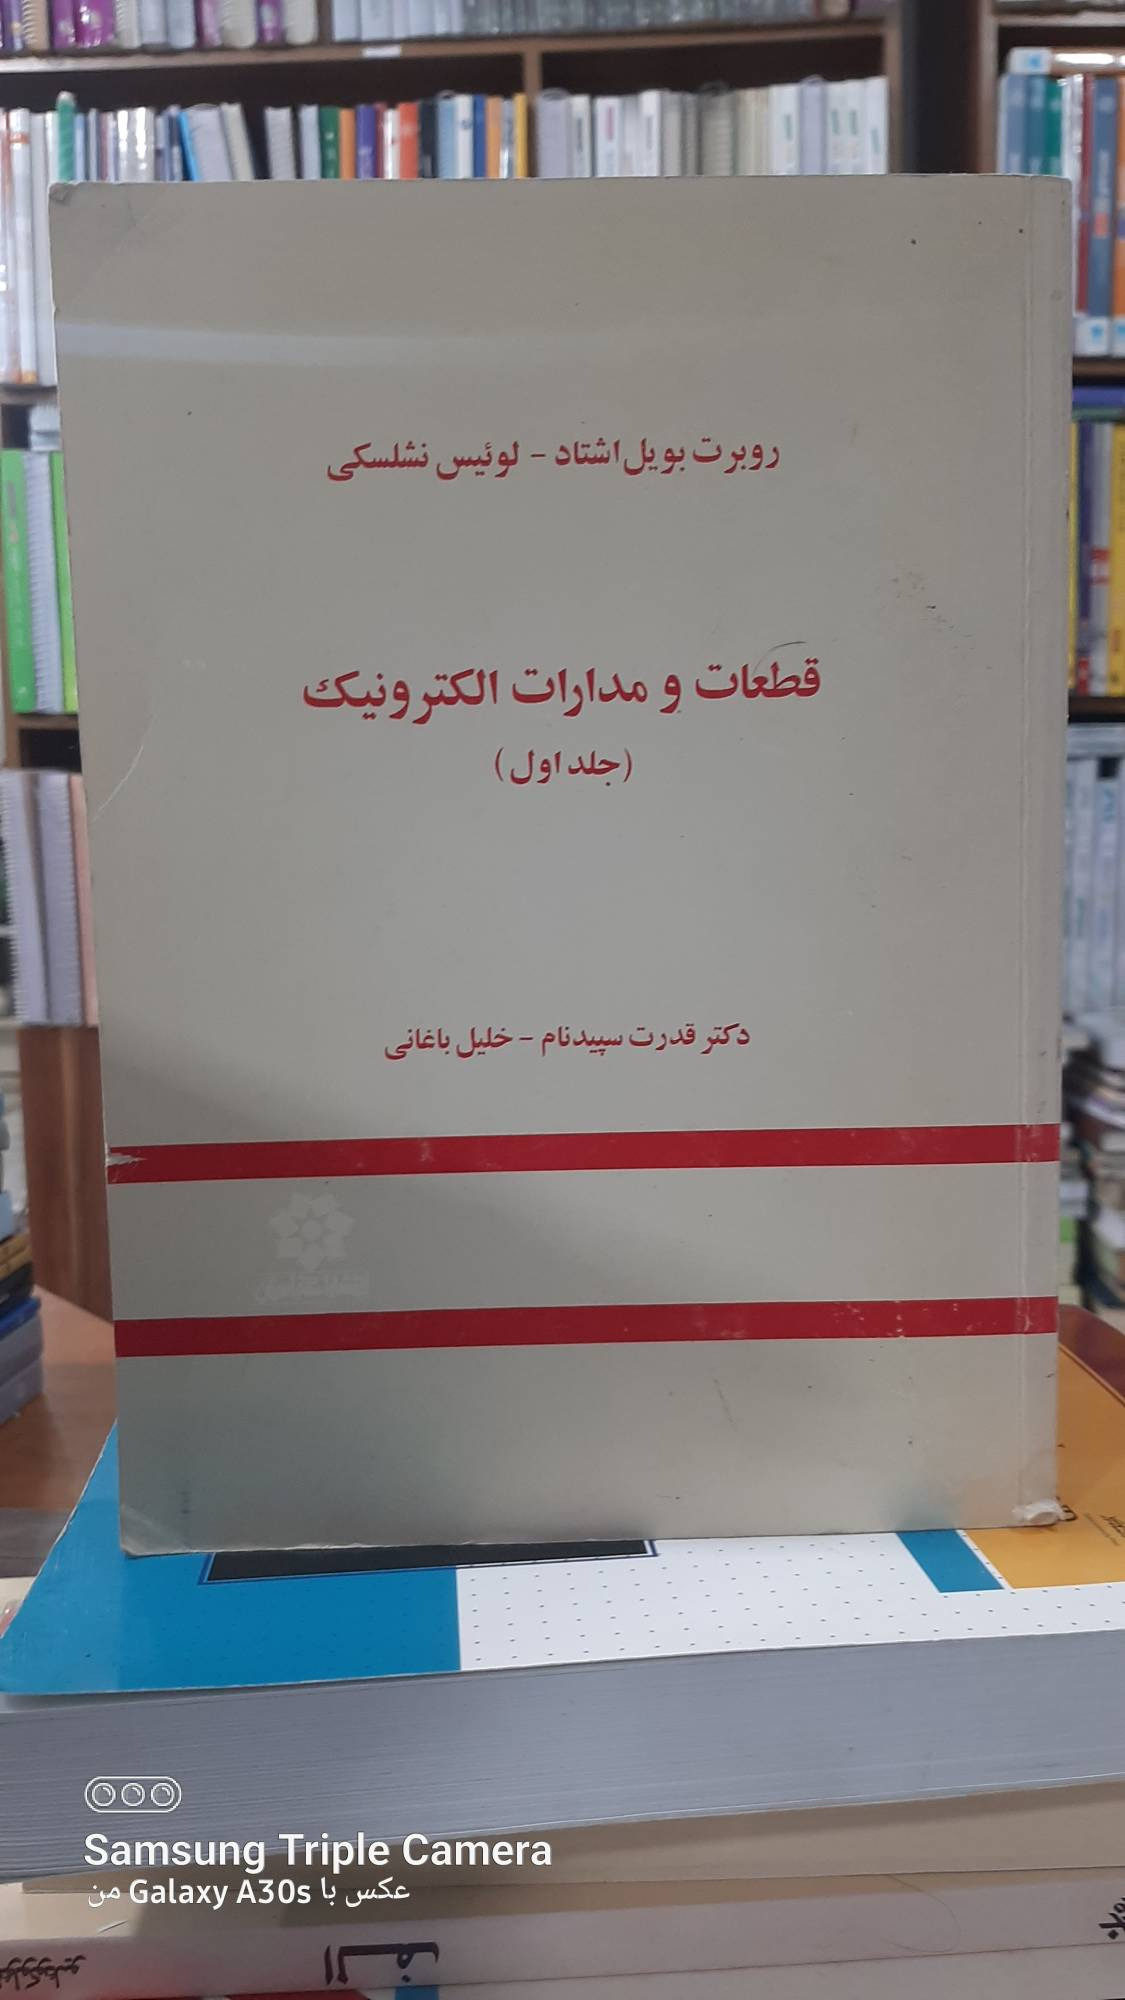 روبرت بویل‌اشتاد - لوئیس نشلسکی
قطعات و مدارات الکترونیک
(جلد اول)
دکتر قدرت سپیدنام - خلیل باغانی
Samsung Triple Camera
عکس با Galaxy A30s من